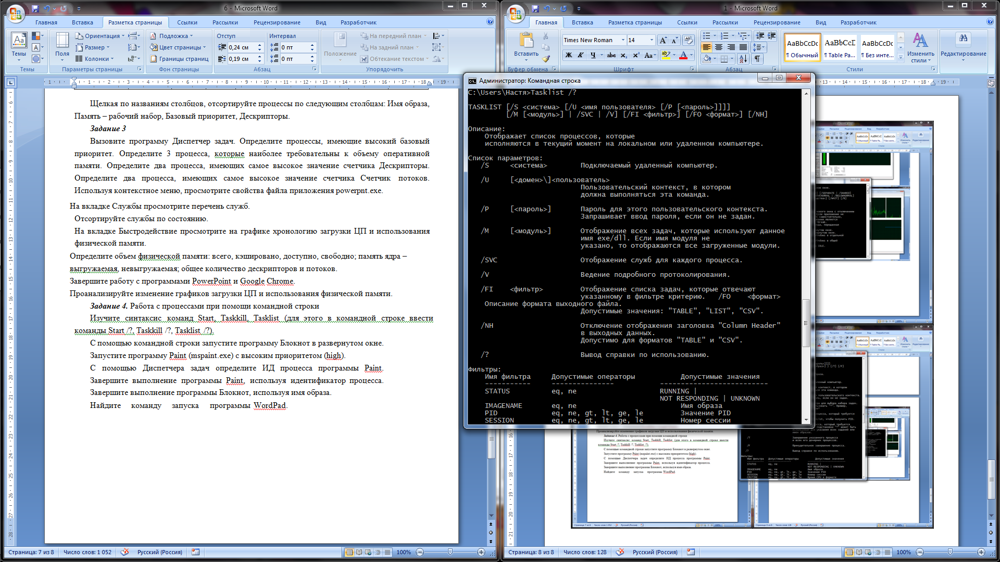 6 - Microsoft Word
Главная Вставка Разметка страницы Ссылки Рассылки Рецензирование Вид Разработчик
Темы
Поля
Ориентация
Размер
Колонки
Подложка
Цвет страницы
Границы страниц
Отступ
0,24 см
0,19 см
Интервал
0 пт
0 пт
Положение
На передний план
На задний план
Обтекание текстом
Темы Параметры страницы Фон страницы Абзац Упорядочить
Щелкая по названиям столбцов, отсортируйте процессы по следующим столбцам: Имя образа,
Память – рабочий набор, Базовый приоритет, Дескрипторы.
Задание 3
Вызовите программу Диспетчер задач. Определите процессы, имеющие высокий базовый
приоритет. Определите 3 процесса, которые наиболее требовательны к объему оперативной
памяти. Определите два процесса, имеющих самое высокое значение счетчика Дескрипторы.
Определите два процесса, имеющих самое высокое значение счетчика Счетчик потоков.
Используя контекстное меню, просмотрите свойства файла приложения powerpnt.exe.
На вкладке Службы просмотрите перечень служб.
Отсортируйте службы по состоянию.
На вкладке Быстродействие просмотрите на графике хронологию загрузки ЦП и использования
физической памяти.
Определите объем физической памяти: всего, кэшировано, доступно, свободно; память ядра –
выгружаемая, невыгружаемая; общее количество дескрипторов и потоков.
Завершите работу с программами PowerPoint и Google Chrome.
Проанализируйте изменение графиков загрузки ЦП и использования физической памяти.
Задание 4. Работа с процессами при помощи командной строки
Изучите синтаксис команд Start, Taskkill, Tasklist (для этого в командной строке ввести
команды Start /?, Taskkill /?, Tasklist /?).
С помощью командной строки запустите программу Блокнот в развернутом окне.
Запустите программу Paint (mspaint.exe) с высоким приоритетом (high).
С помощью Диспетчера задач определите ИД процесса программы Paint.
Завершите выполнение программы Paint, используя идентификатор процесса.
Завершите выполнение программы Блокнот, используя имя образа.
Найдите команду запуска программы WordPad.
Страница: 7 из 8 Число слов: 1 052 Русский (Россия) 100%
1 - Microsoft Word
Главная Вставка Разметка страницы Ссылки Рассылки Рецензирование Вид Разработчик
Вставить
Times New Roman 14
Ж К Ч abc x₂ x² Aa
AaBbCcDc AaBbCcD AaBbCcDc
¶ Обычный ¶ Table Pa... ¶ Без инте...
Изменить стили
Редактирование
Буфер обмена Шрифт Абзац Стили
Администратор: Командная строка
C:\Users\Настя>Tasklist /?
TASKLIST [/S <система> [/U <имя пользователя> [/P [<пароль>]]]]
[/M [<модуль>] | /SVC | /V] [/FI <фильтр>] [/FO <формат>] [/NH]
Описание:
Отображает список процессов, которые
исполняются в текущий момент на локальном или удаленном компьютере.
Список параметров:
/S <система> Подключаемый удаленный компьютер.
/U [<домен>\]<пользователь>
Пользовательский контекст, в котором
должна выполняться эта команда.
/P [<пароль>] Пароль для этого пользовательского контекста.
Запрашивает ввод пароля, если он не задан.
/M [<модуль>] Отображение всех задач, которые используют данное
имя exe/dll. Если имя модуля не
указано, то отображаются все загруженные модули.
/SVC Отображение служб для каждого процесса.
/V Ведение подробного протоколирования.
/FI <фильтр> Отображение списка задач, которые отвечают
указанному в фильтре критерию. /FO <формат>
Описание формата выходного файла.
Допустимые значения: "TABLE", "LIST", "CSV".
/NH Отключение отображения заголовка "Column Header"
в выходных данных.
Допустимо для форматов "TABLE" и "CSV".
/? Вывод справки по использованию.
Фильтры:
Имя фильтра Допустимые операторы Допустимые значения
----------- --------------- --------------------------
STATUS eq, ne RUNNING |
NOT RESPONDING | UNKNOWN
IMAGENAME eq, ne Имя образа
PID eq, ne, gt, lt, ge, le Значение PID
SESSION eq, ne, gt, lt, ge, le Номер сессии
Страница: 8 из 8 Число слов: 128 Русский (Россия) 100%